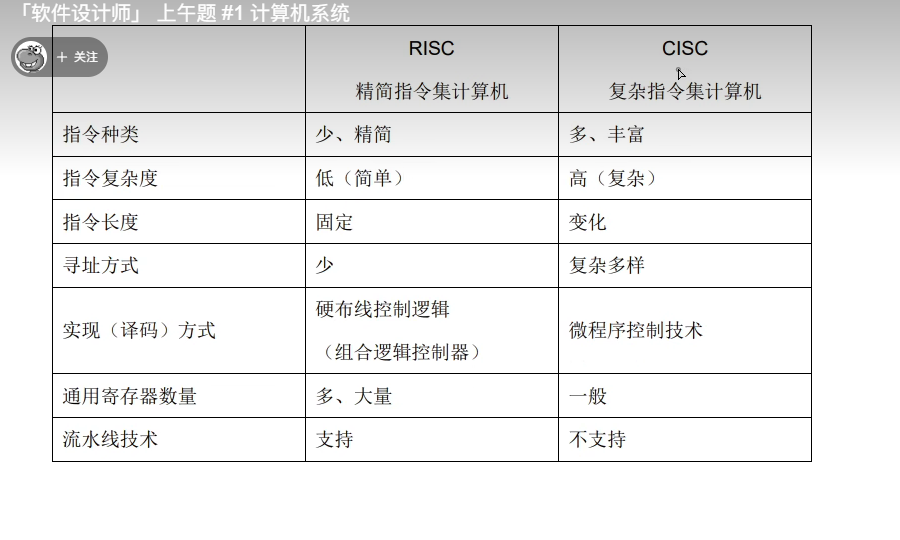 「软件设计师」 上午题 #1 计算机系统
+ 关注
RISC
精简指令集计算机
CISC
复杂指令集计算机
指令种类
少、精简
多、丰富
指令复杂度
低（简单）
高（复杂）
指令长度
固定
变化
寻址方式
少
复杂多样
实现（译码）方式
硬布线控制逻辑
（组合逻辑控制器）
微程序控制技术
通用寄存器数量
多、大量
一般
流水线技术
支持
不支持